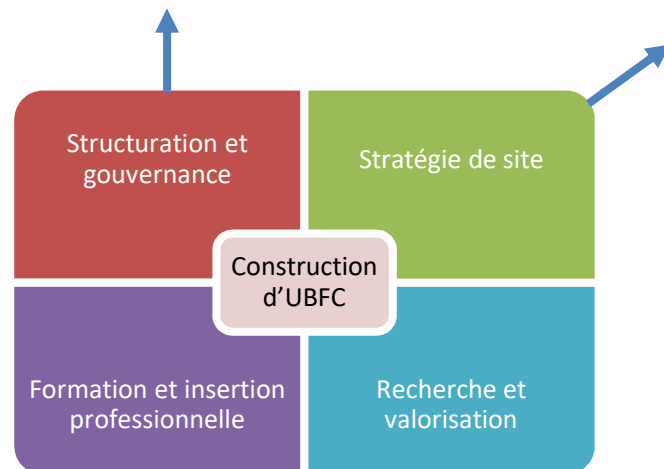 Structuration et
gouvernance
Stratégie de site
Construction
d’UBFC
Formation et insertion
professionnelle
Recherche et
valorisation